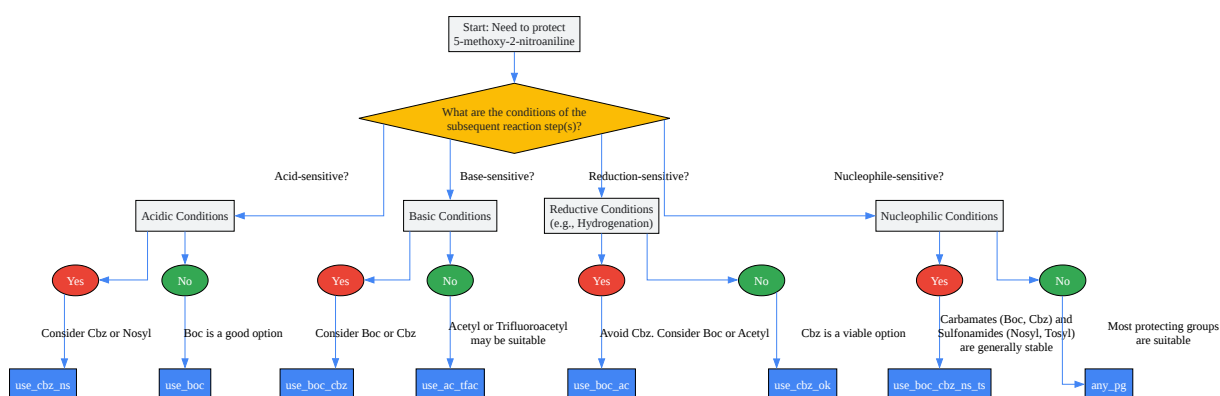 Start: Need to protect
5-methoxy-2-nitroaniline
What are the conditions of the
subsequent reaction step(s)?
Acid-sensitive?
Base-sensitive?
Reduction-sensitive?
Nucleophile-sensitive?
Acidic Conditions
Basic Conditions
Reductive Conditions
(e.g., Hydrogenation)
Nucleophilic Conditions
Yes
No
Yes
No
Yes
No
Yes
No
Consider Cbz or Nosyl
Boc is a good option
Consider Boc or Cbz
Acetyl or Trifluoroacetyl
may be suitable
Avoid Cbz. Consider Boc or Acetyl
Cbz is a viable option
Carbamates (Boc, Cbz) and
Sulfonamides (Nosyl, Tosyl)
are generally stable
Most protecting groups
are suitable
use_cbz_ns
use_boc
use_boc_cbz
use_ac_tfac
use_boc_ac
use_cbz_ok
use_boc_cbz_ns_ts
any_pg